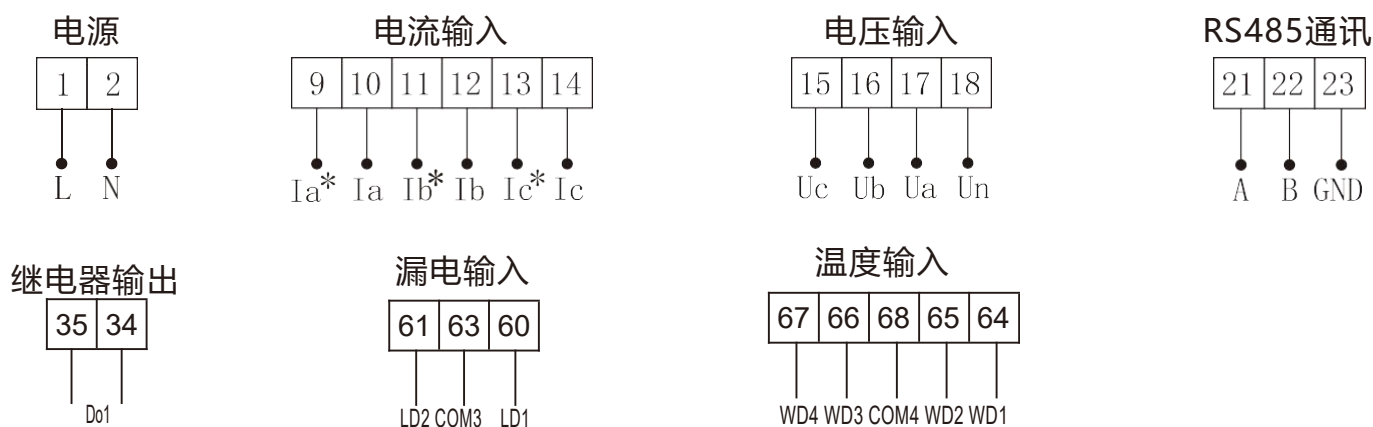 电源 电流输入 电压输入 RS485通讯
1 2 9 10 11 12 13 14 15 16 17 18 21 22 23
L N Ia* Ia Ib* Ib Ic* Ic Uc Ub Ua Un A B GND
继电器输出 漏电输入 温度输入
35 34 61 63 60 67 66 68 65 64
Do1 LD2 COM3 LD1 WD4 WD3 COM4 WD2 WD1